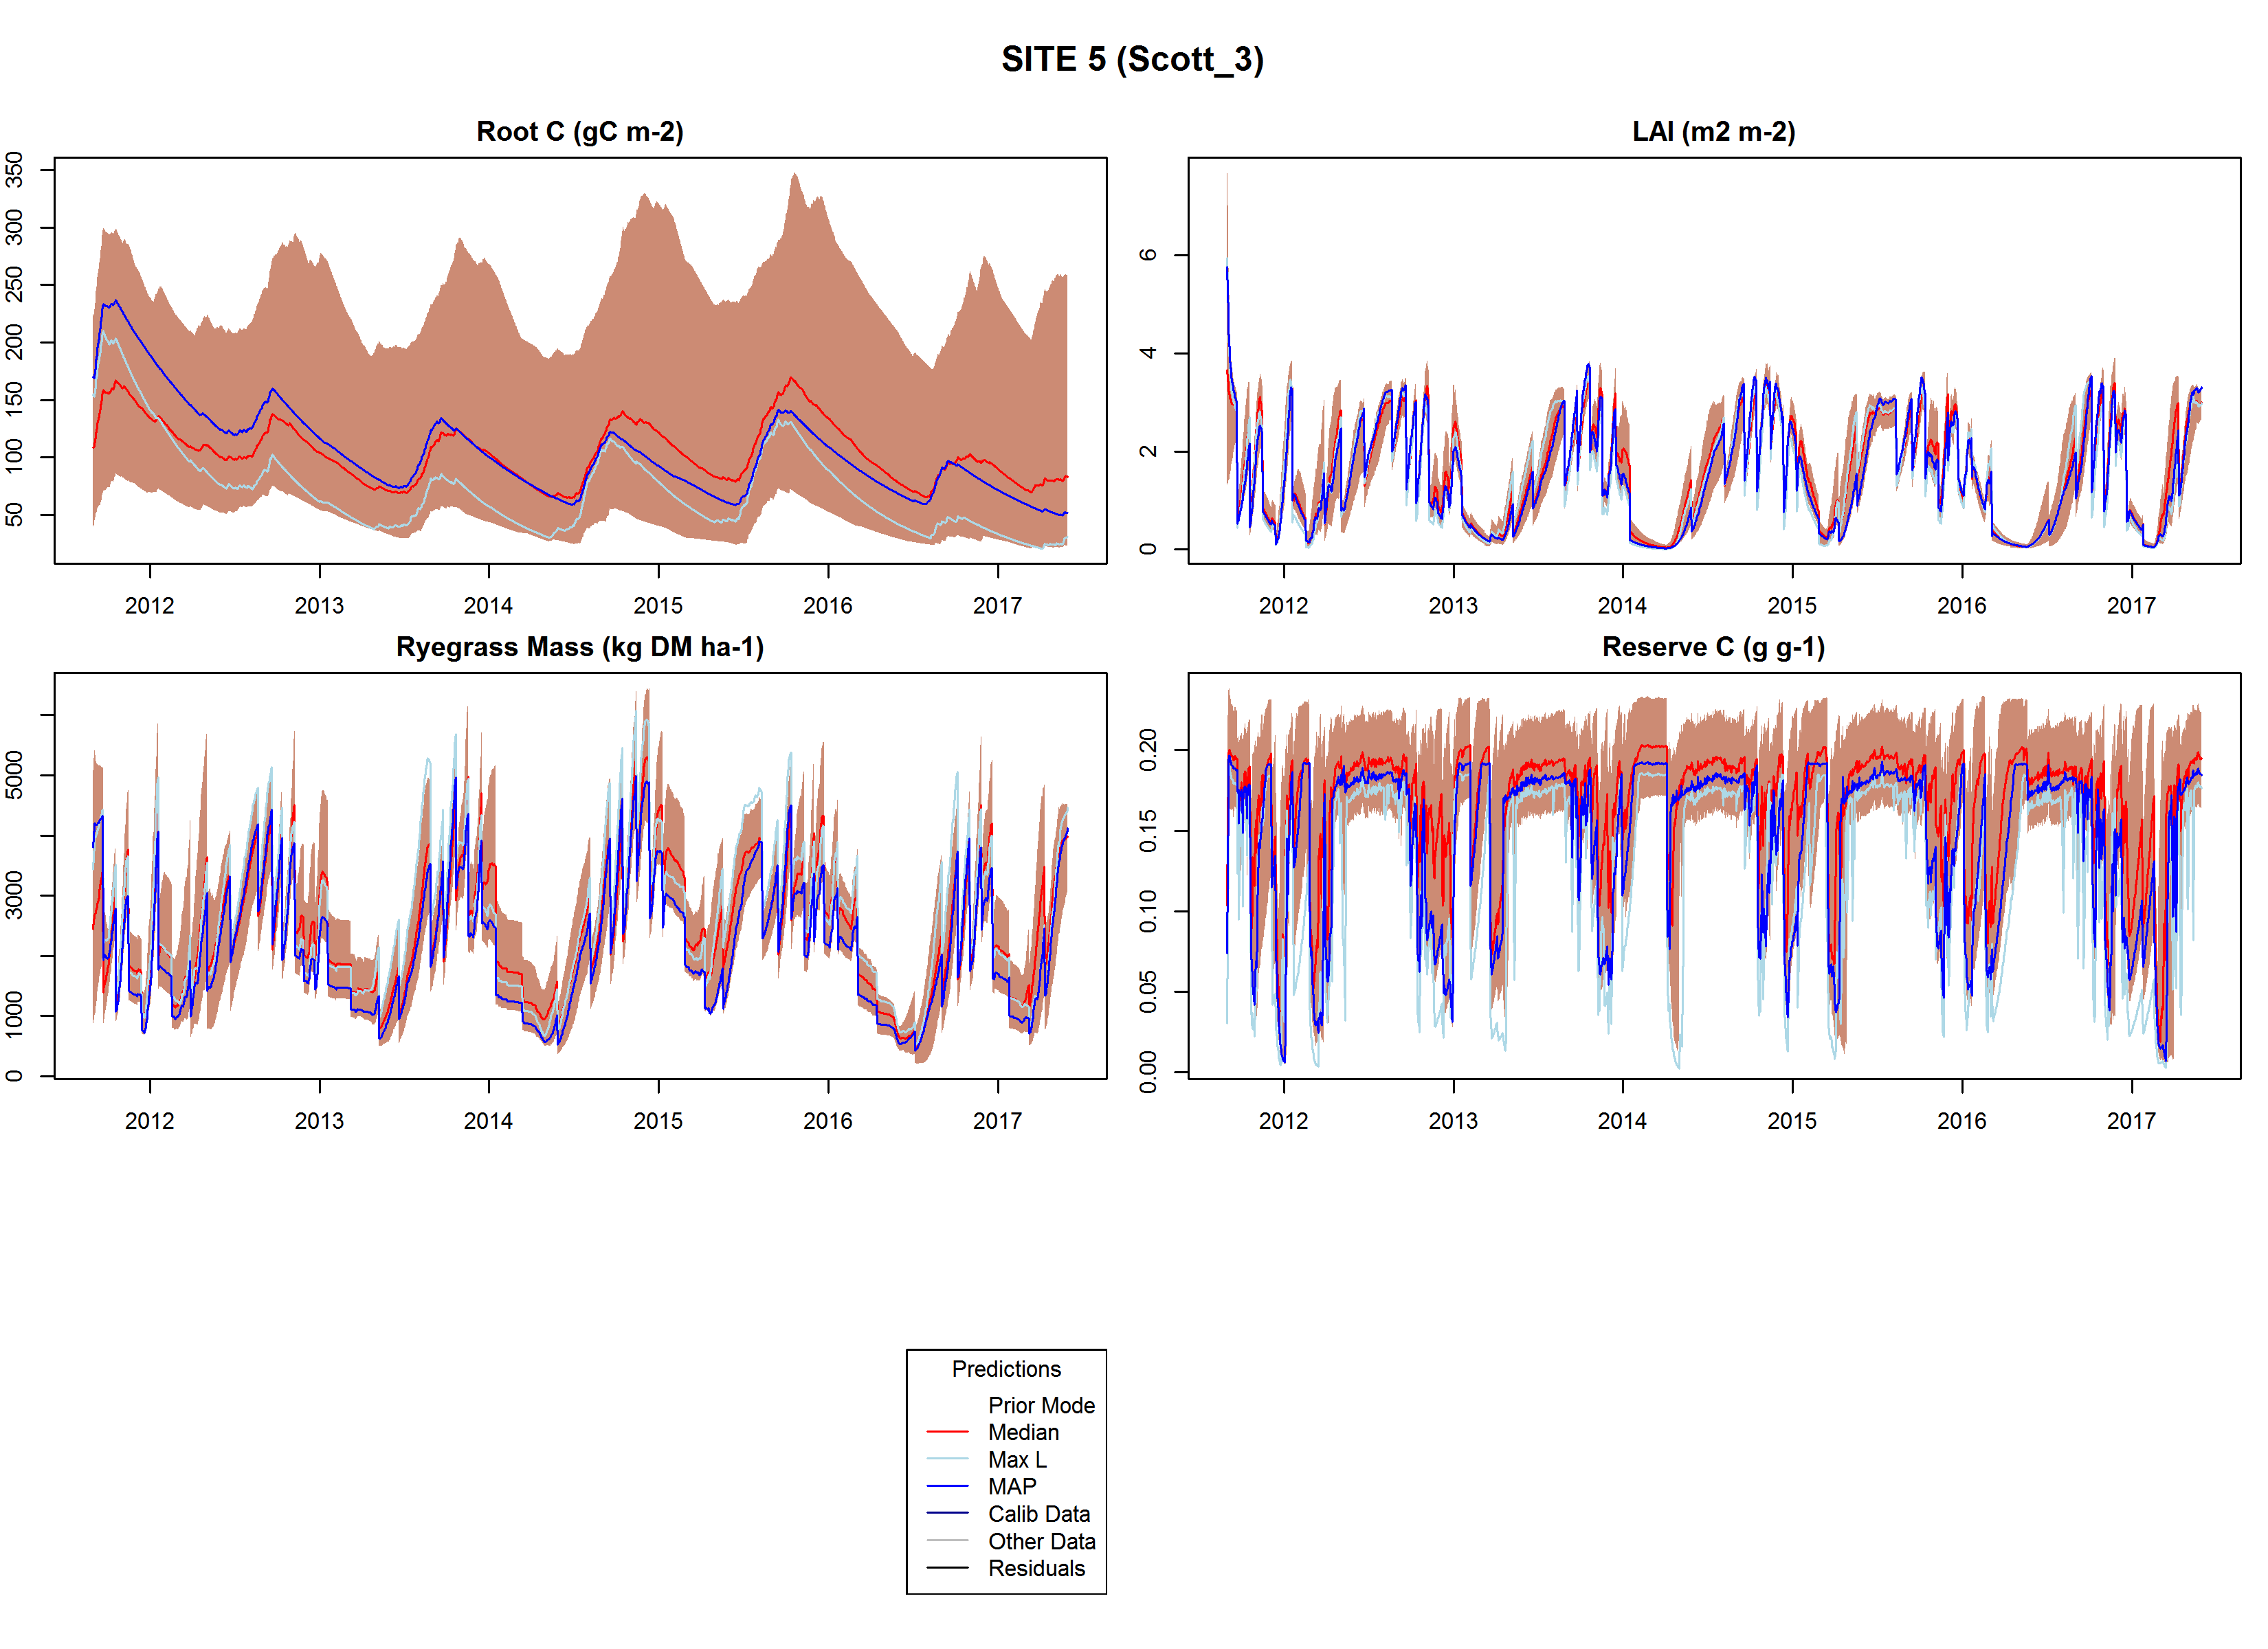 SITE 5 (Scott_3)
Root C (gC m-2)
350
300
250
200
150
100
50
2012 2013 2014 2015 2016 2017
LAI (m2 m-2)
6
4
2
0
2012 2013 2014 2015 2016 2017
Ryegrass Mass (kg DM ha-1)
5000
3000
1000
0
2012 2013 2014 2015 2016 2017
Reserve C (g g-1)
0.20
0.15
0.10
0.05
0.00
2012 2013 2014 2015 2016 2017
Predictions
Prior Mode
Median
Max L
MAP
Calib Data
Other Data
Residuals